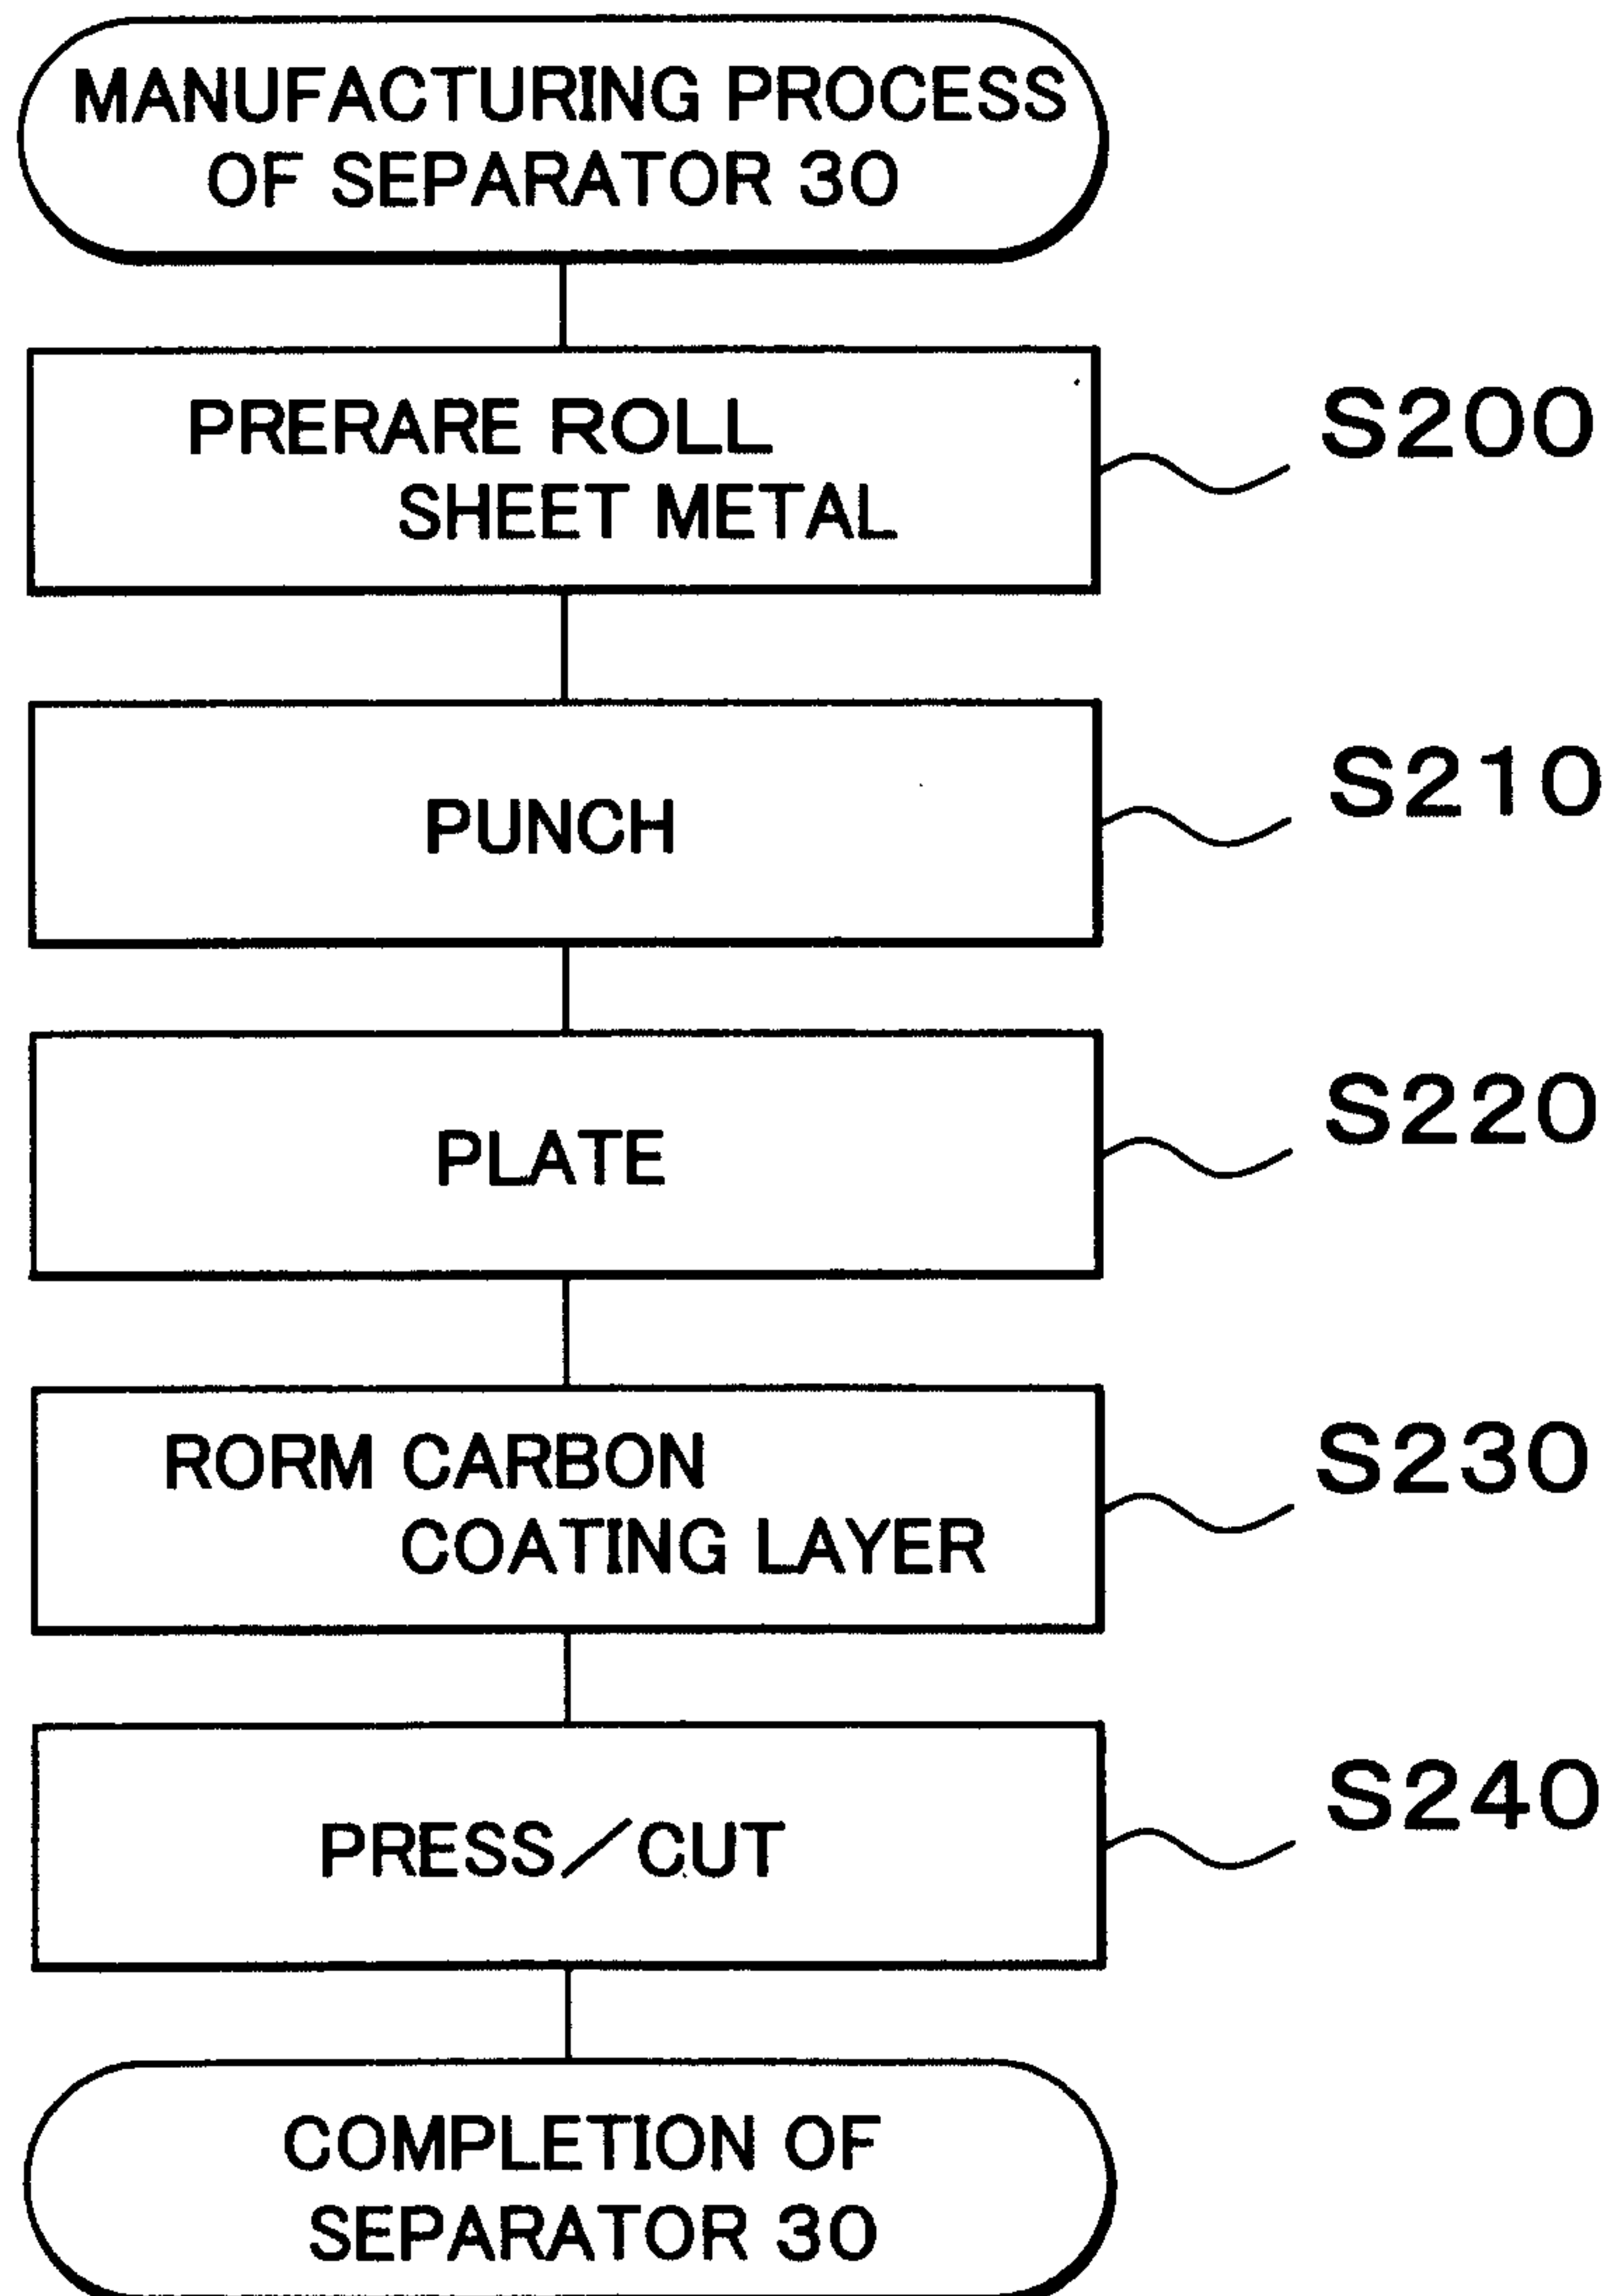 MANUFACTURING PROCESS
OF SEPARATOR 30
PRERARE ROLL
SHEET METAL
S200
PUNCH
S210
PLATE
S220
RORM CARBON
COATING LAYER
S230
PRESS/CUT
S240
COMPLETION OF
SEPARATOR 30